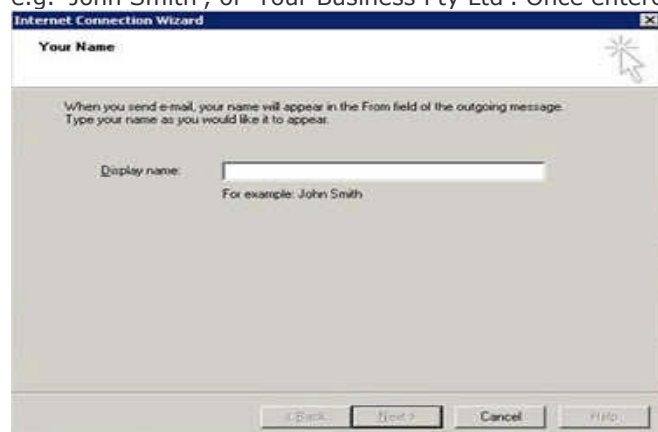 e.g. 'John Smith', or 'Your Business Pty Ltd'. Once entere
Internet Connection Wizard
Your Name
When you send e-mail, your name will appear in the From field of the outgoing message.
Type your name as you would like it to appear.
Display name:
For example: John Smith
< Back Next > Cancel Help